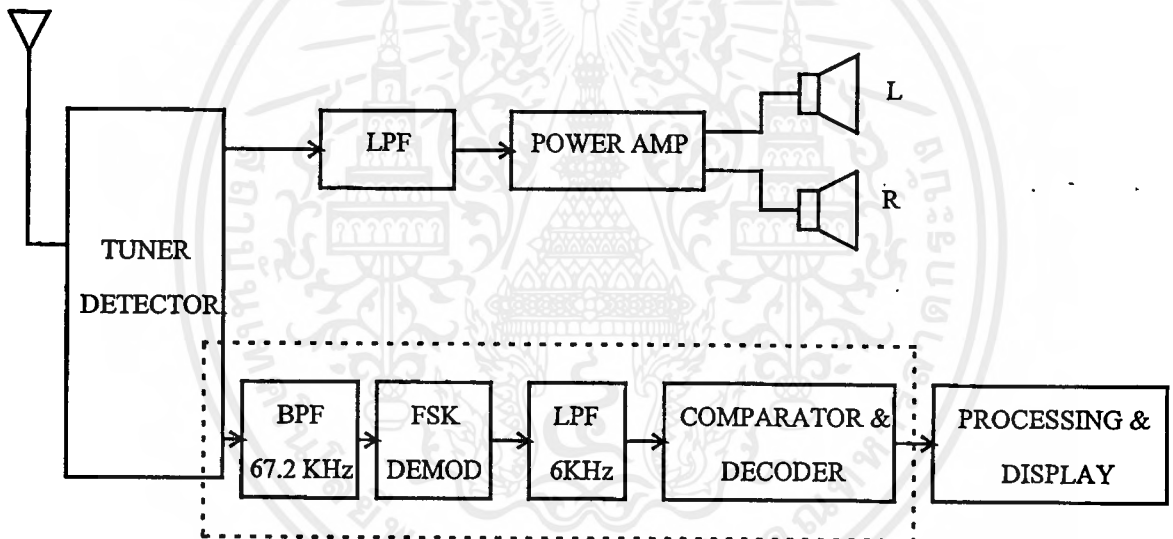 L
LPF
POWER AMP
R
TUNER
DETECTOR
BPF
67.2 KHz
FSK
DEMOD
LPF
6KHz
COMPARATOR &
DECODER
PROCESSING &
DISPLAY